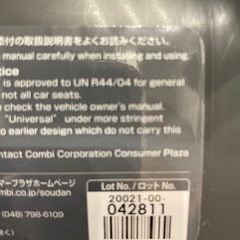 添付の取扱説明書をよくお読みください。
manual carefully when installing and using.
tice
is approved to UN R44/04 for general
not all car seats.
e check the vehicle owner's manual.
"Universal" under more stringent
to earlier design which do not carry this
ontact Combi Corporation Consumer Plaza
マープラザホームページ
mbi.co.jp/soudan
(048) 798-6109
く)
Lot No./ロット No.
20021-00-
042811